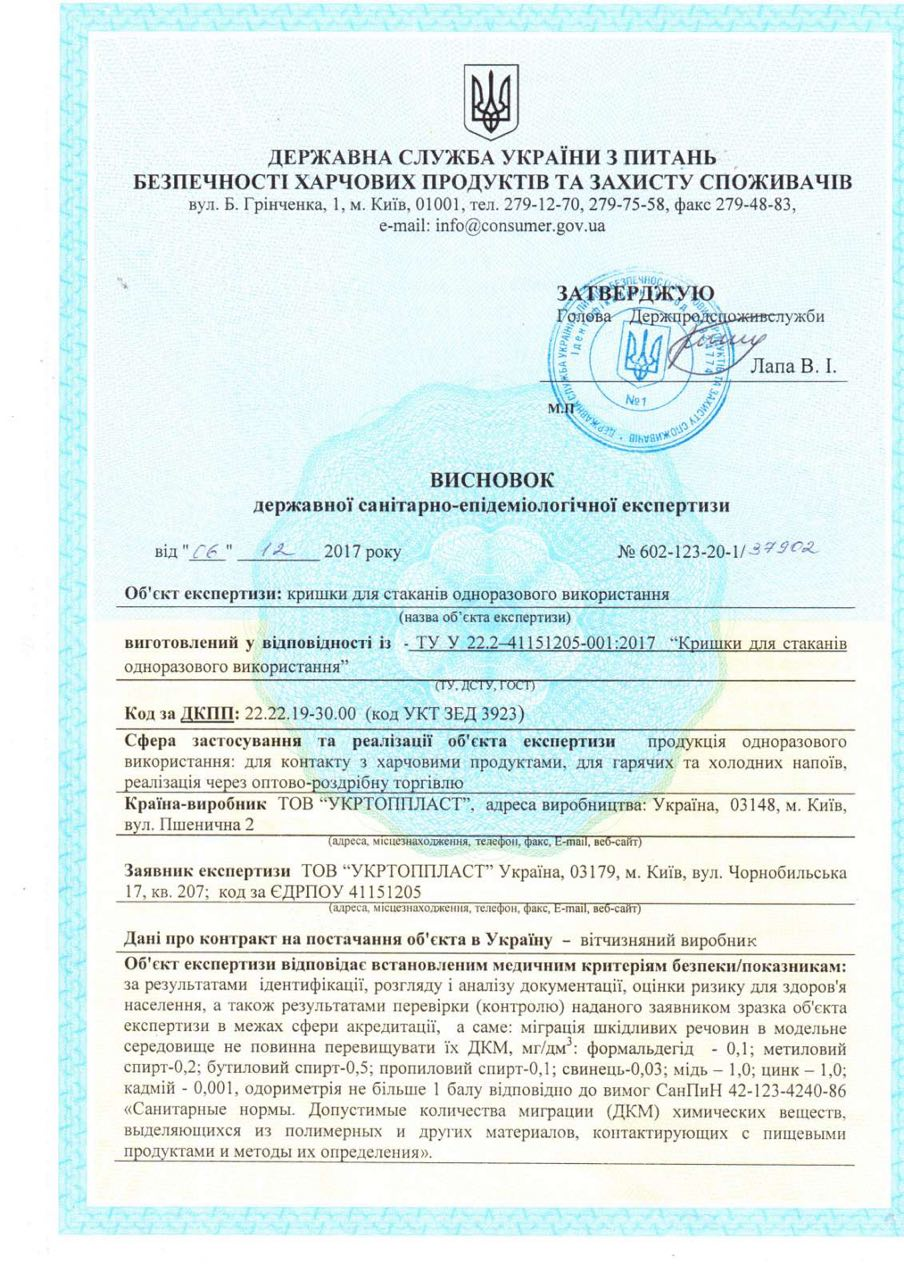 ДЕРЖАВНА СЛУЖБА УКРАЇНИ З ПИТАНЬ
БЕЗПЕЧНОСТІ ХАРЧОВИХ ПРОДУКТІВ ТА ЗАХИСТУ СПОЖИВАЧІВ
вул. Б. Грінченка, 1, м. Київ, 01001, тел. 279-12-70, 279-75-58, факс 279-48-83,
e-mail: info@consumer.gov.ua
ЗАТВЕРДЖУЮ
Голова Держпродспоживслужби
Лапа В. І.
№1
М.П
ВИСНОВОК
державної санітарно-епідеміологічної експертизи
від "06" 12 2017 року № 602-123-20-1/37902
Об'єкт експертизи: кришки для стаканів одноразового використання
(назва об'єкта експертизи)
виготовлений у відповідності із - ТУ У 22.2–41151205-001:2017 “Кришки для стаканів
одноразового використання”
(ТУ, ДСТУ, ГОСТ)
Код за ДКПП: 22.22.19-30.00 (код УКТ ЗЕД 3923)
Сфера застосування та реалізації об'єкта експертизи продукція одноразового
використання: для контакту з харчовими продуктами, для гарячих та холодних напоїв,
реалізація через оптово-роздрібну торгівлю
Країна-виробник ТОВ “УКРТОППЛАСТ”, адреса виробництва: Україна, 03148, м. Київ,
вул. Пшенична 2
(адреса, місцезнаходження, телефон, факс, E-mail, веб-сайт)
Заявник експертизи ТОВ “УКРТОППЛАСТ” Україна, 03179, м. Київ, вул. Чорнобильська
17, кв. 207; код за ЄДРПОУ 41151205
(адреса, місцезнаходження, телефон, факс, E-mail, веб-сайт)
Дані про контракт на постачання об'єкта в Україну – вітчизняний виробник
Об'єкт експертизи відповідає встановленим медичним критеріям безпеки/показникам:
за результатами ідентифікації, розгляду і аналізу документації, оцінки ризику для здоров'я
населення, а також результатами перевірки (контролю) наданого заявником зразка об'єкта
експертизи в межах сфери акредитації, а саме: міграція шкідливих речовин в модельне
середовище не повинна перевищувати їх ДКМ, мг/дм³: формальдегід - 0,1; метиловий
спирт-0,2; бутиловий спирт-0,5; пропиловий спирт-0,1; свинець-0,03; мідь – 1,0; цинк – 1,0;
кадмій - 0,001, одориметрія не більше 1 балу відповідно до вимог СанПиН 42-123-4240-86
«Санитарные нормы. Допустимые количества миграции (ДКМ) химических веществ,
выделяющихся из полимерных и других материалов, контактирующих с пищевыми
продуктами и методы их определения».